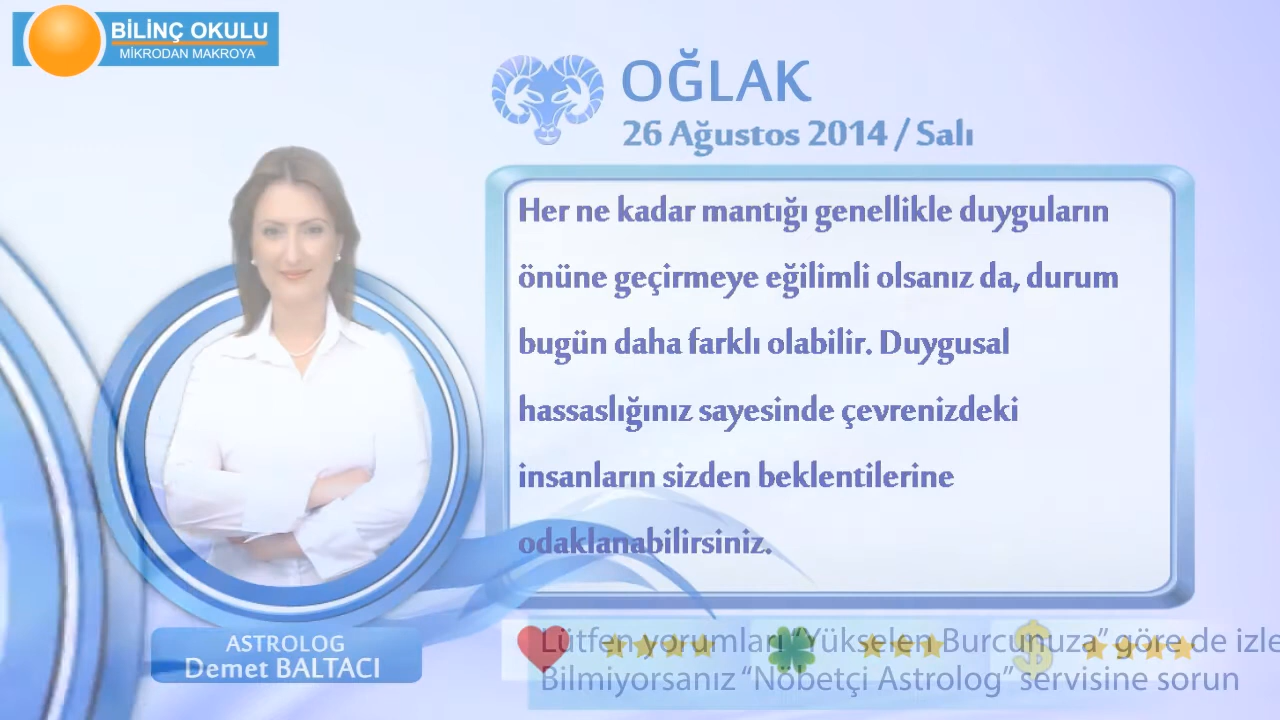 BİLİNÇ OKULU
MİKRODAN MAKROYA
OĞLAK
26 Ağustos 2014 / Salı
Her ne kadar mantığı genellikle duyguların
önüne geçirmeye eğilimli olsanız da, durum
bugün daha farklı olabilir. Duygusal
hassaslığınız sayesinde çevrenizdeki
insanların sizden beklentilerine
odaklanabilirsiniz.
ASTROLOG
Demet BALTACI
Lütfen yorumları “Yükselen Burcunuza” göre de izle
Bilmiyorsanız “Nöbetçi Astrolog” servisine sorun